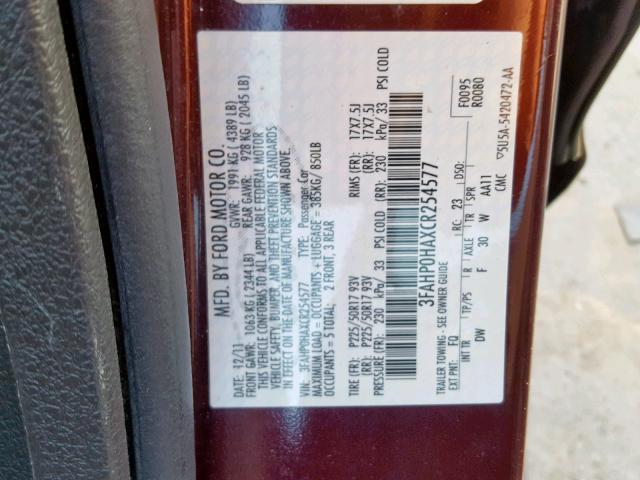 MFD. BY FORD MOTOR CO.
DATE: 12/11 GVWR: 1991 KG ( 4389 LB)
FRONT GAWR: 1063 KG ( 2344 LB) REAR GAWR: 928 KG ( 2045 LB)
THIS VEHICLE CONFORMS TO ALL APPLICABLE FEDERAL MOTOR
VEHICLE SAFETY, BUMPER, AND THEFT PREVENTION STANDARDS
IN EFFECT ON THE DATE OF MANUFACTURE SHOWN ABOVE.
VIN: 3FAHP0HAXCR254577 TYPE: Passenger Car
MAXIMUM LOAD = OCCUPANTS + LUGGAGE = 385KG/ 850LB
OCCUPANTS = 5 TOTAL: 2 FRONT, 3 REAR
TIRE (FR): P225/50R17 93V RIMS (FR): 17X7.5J
(RR): P225/50R17 93V (RR): 17X7.5J
PRESSURE (FR): 230 kPa/ 33 PSI COLD (RR): 230 kPa/ 33 PSI COLD
3FAHP0HAXCR254577
TRAILER TOWING - SEE OWNER GUIDE
F0095
R0080
EXT PNT: FQ RC: 23 DSO:
INT TR TP/PS R AXLE TR SPR
DW F 30 W AA11
CMC ▽5U5A-5420472-AA